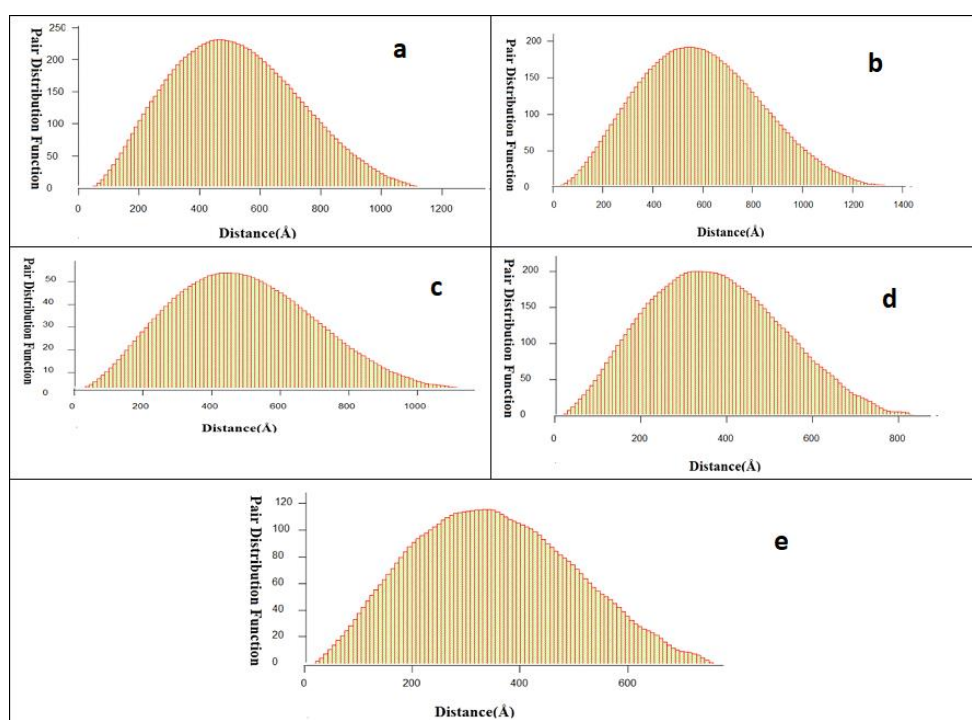 Pair Distribution Function
250
200
150
100
50
0
0 200 400 600 800 1000 1200
Distance(Å)
a
Pair Distribution Function
200
150
100
50
0
0 200 400 600 800 1000 1200 1400
Distance(Å)
b
Pair Distribution Function
50
40
30
20
10
0
0 200 400 600 800 1000
Distance(Å)
c
Pair Distribution Function
200
150
100
50
0
0 200 400 600 800
Distance(Å)
d
Pair Distribution Function
120
100
80
60
40
20
0
0 200 400 600
Distance(Å)
e